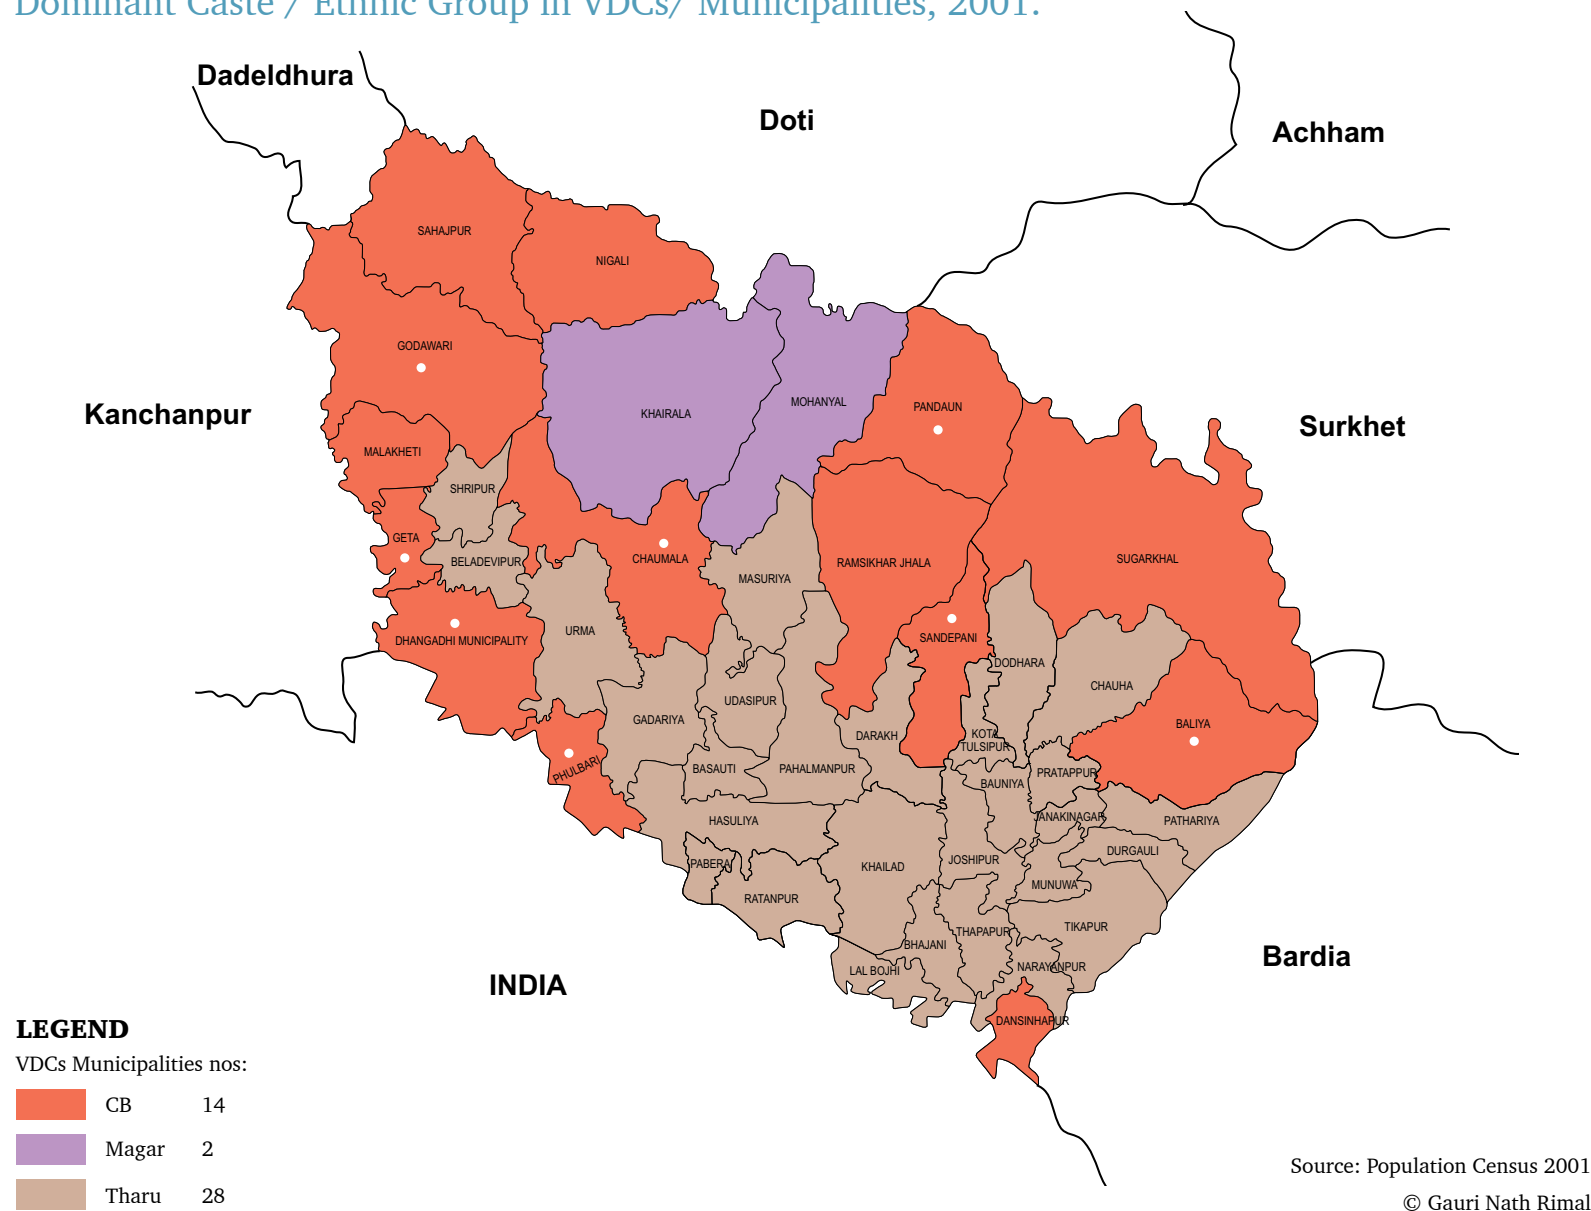 Dominant Caste / Ethnic Group in VDCs/ Municipalities, 2001.
Dadeldhura
Doti
Achham
SAHAJPUR
NIGALI
GODAWARI
Kanchanpur
KHAIRALA
MOHANYAL
PANDAUN
Surkhet
MALAKHETI
SHRIPUR
GETA
BELADEVIPUR
CHAUMALA
MASURIYA
RAMSIKHAR JHALA
SUGARKHAL
DHANGADHI MUNICIPALITY
URMA
SANDEPANI
DODHARA
CHAUHA
UDASIPUR
GADARIYA
DARAKH
KOTA
TULSIPUR
BALIYA
PHULBARI
BASAUTI
PAHALMANPUR
BAUNIYA
PRATAPPUR
HASULIYA
JANAKINAGAR
PATHARIYA
PABERA
KHAILAD
JOSHIPUR
DURGAULI
RATANPUR
MUNUWA
BHAJANI
THAPAPUR
TIKAPUR
LAL BOJHI
NARAYANPUR
Bardia
INDIA
DANSINHAPUR
LEGEND
VDCs Municipalities nos:
CB 14
Magar 2
Tharu 28
Source: Population Census 2001
© Gauri Nath Rimal